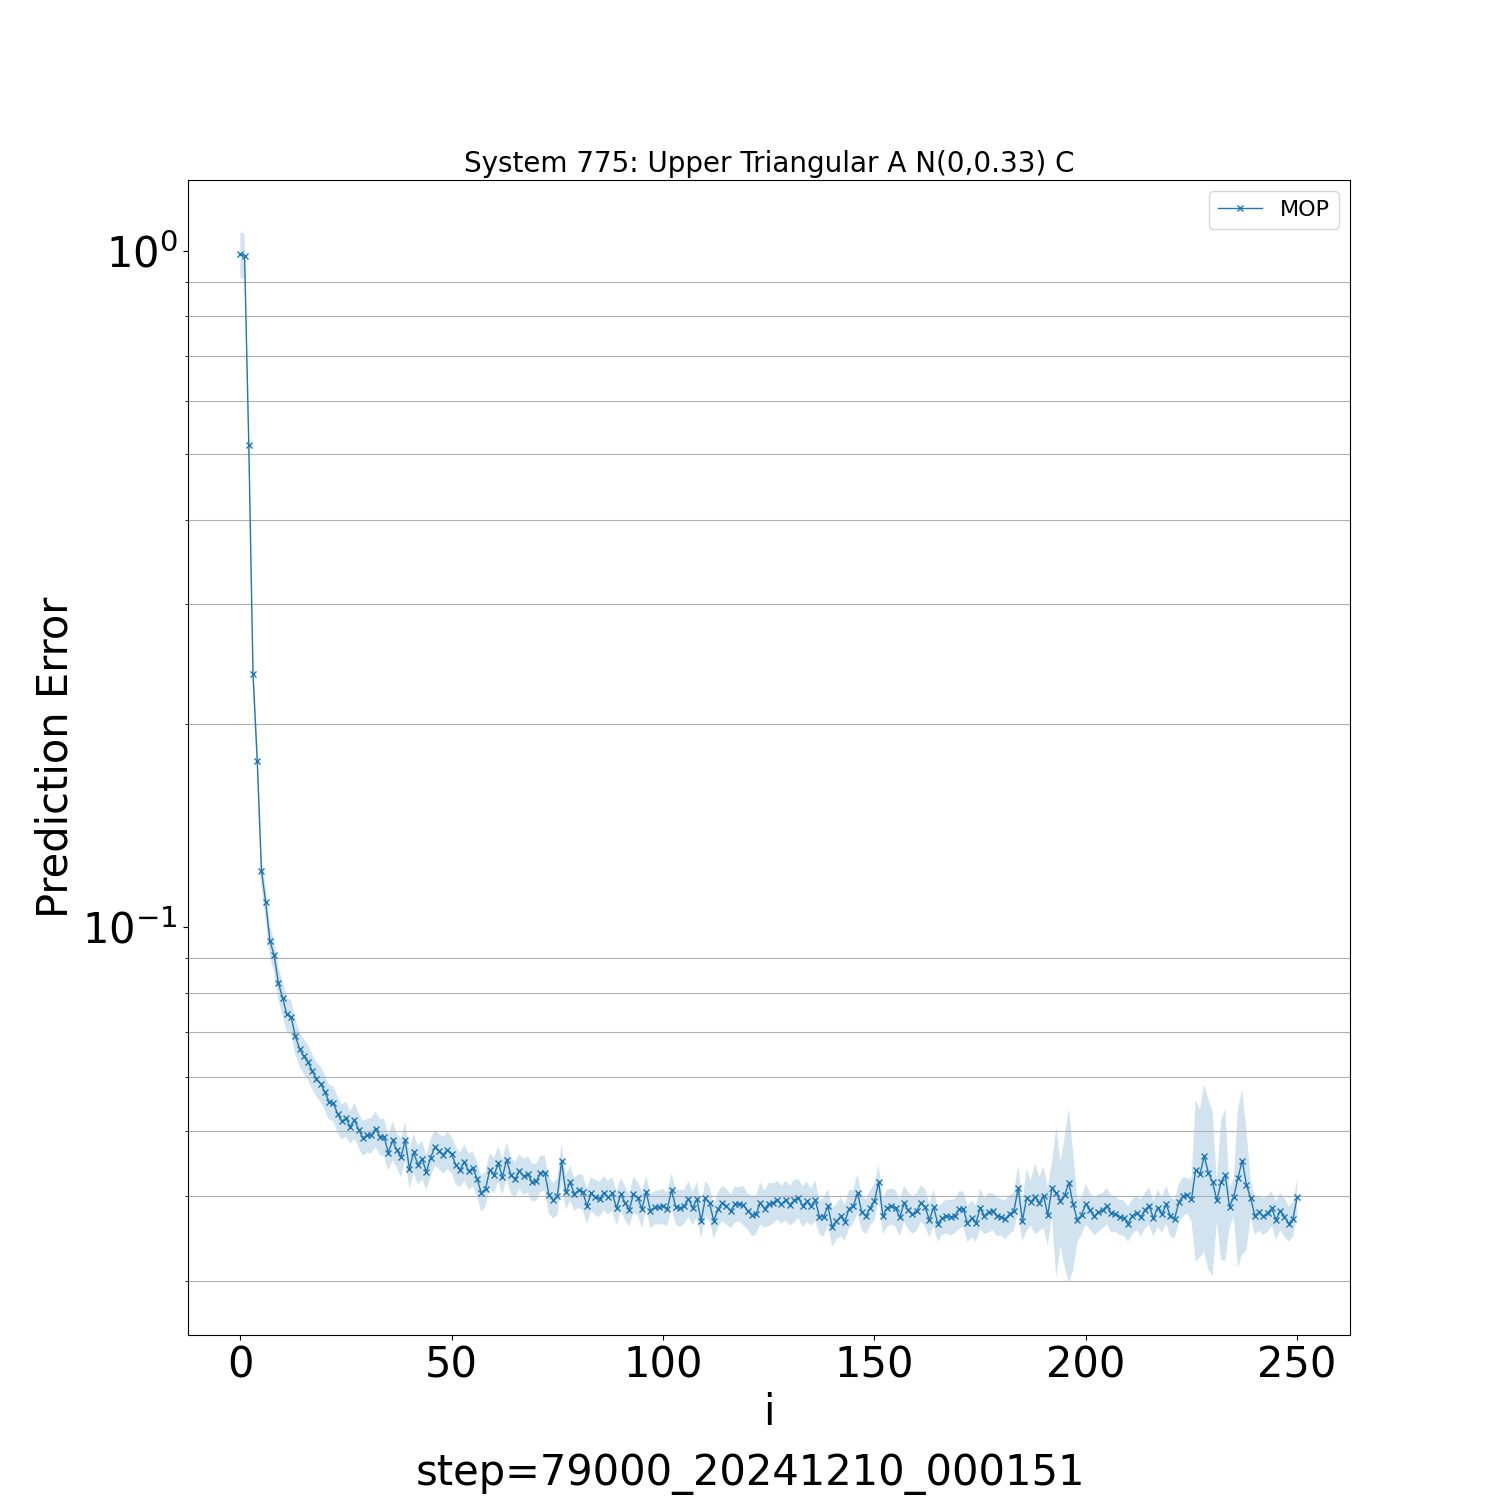 System 775: Upper Triangular A N(0,0.33) C
MOP
10⁰
10⁻¹
Prediction Error
0 50 100 150 200 250
i
step=79000_20241210_000151